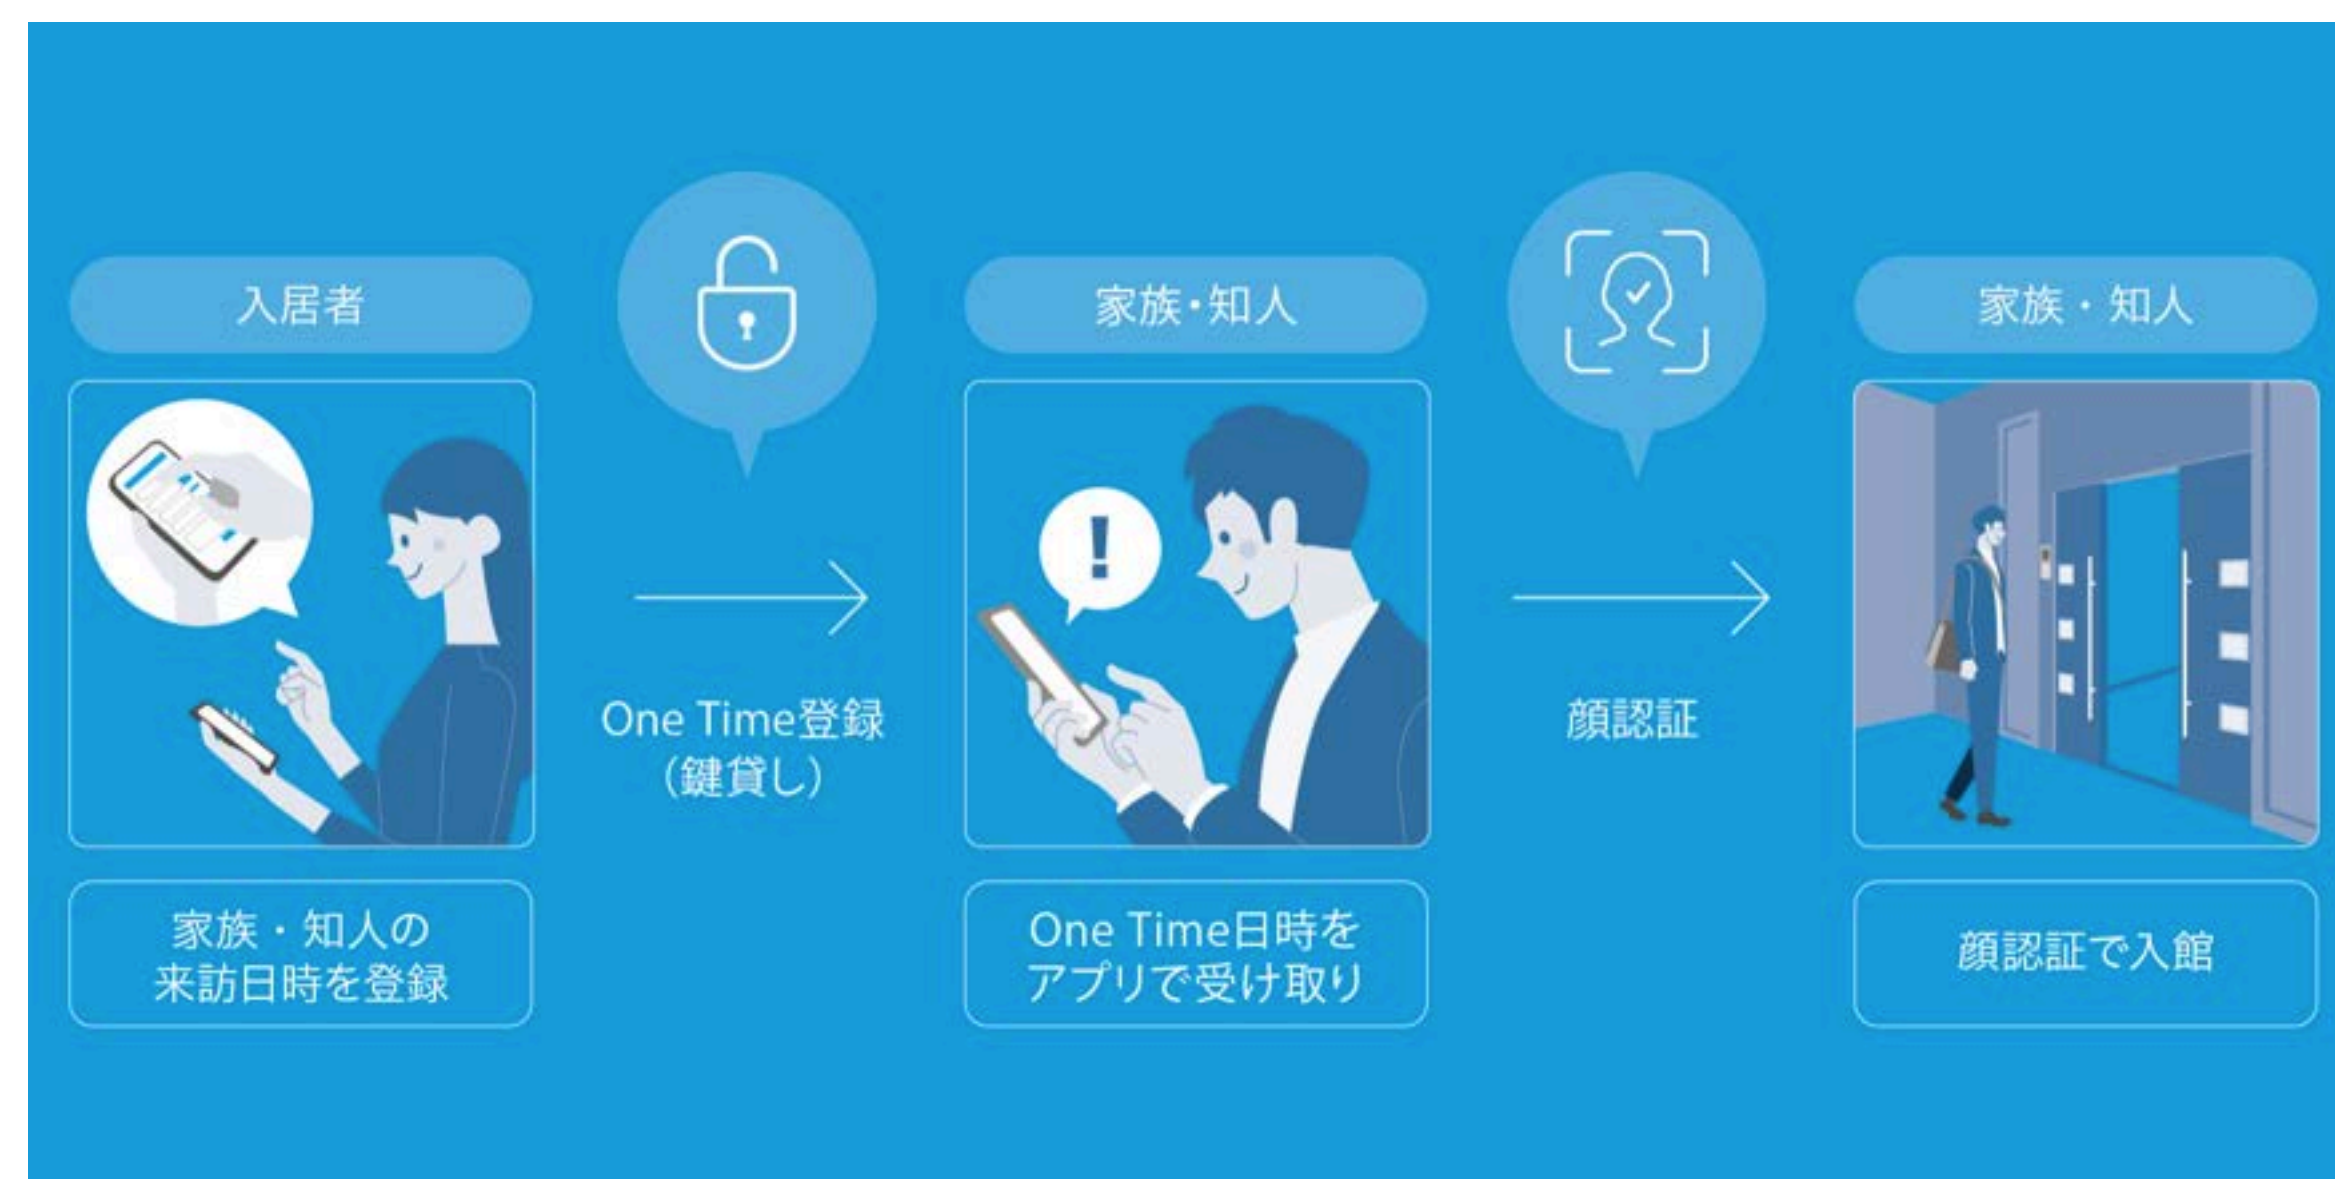 入居者
家族・知人の
来訪日時を登録
One Time登録
(鍵貸し)
家族・知人
!
One Time日時を
アプリで受け取り
顔認証
家族・知人
顔認証で入館